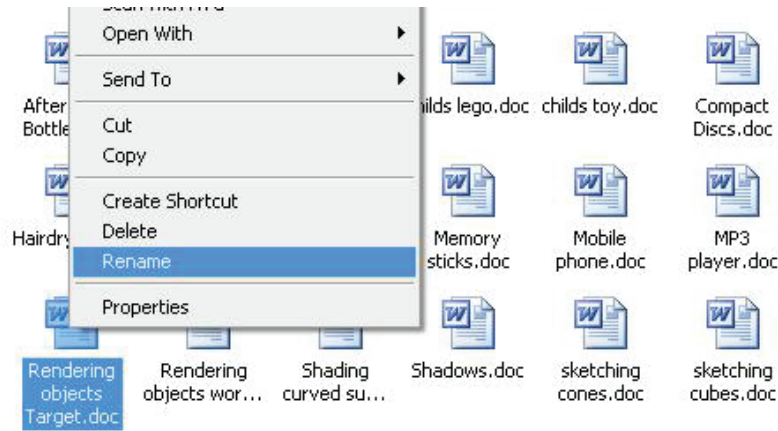 Open With
Send To
Cut
Copy
Create Shortcut
Delete
Rename
Properties
After
Bottle
lego.doc
childs toy.doc
Compact
Discs.doc
Memory
sticks.doc
Mobile
phone.doc
MP3
player.doc
Rendering
objects
Target.doc
Rendering
objects wor...
Shading
curved su...
Shadows.doc
sketching
cones.doc
sketching
cubes.doc